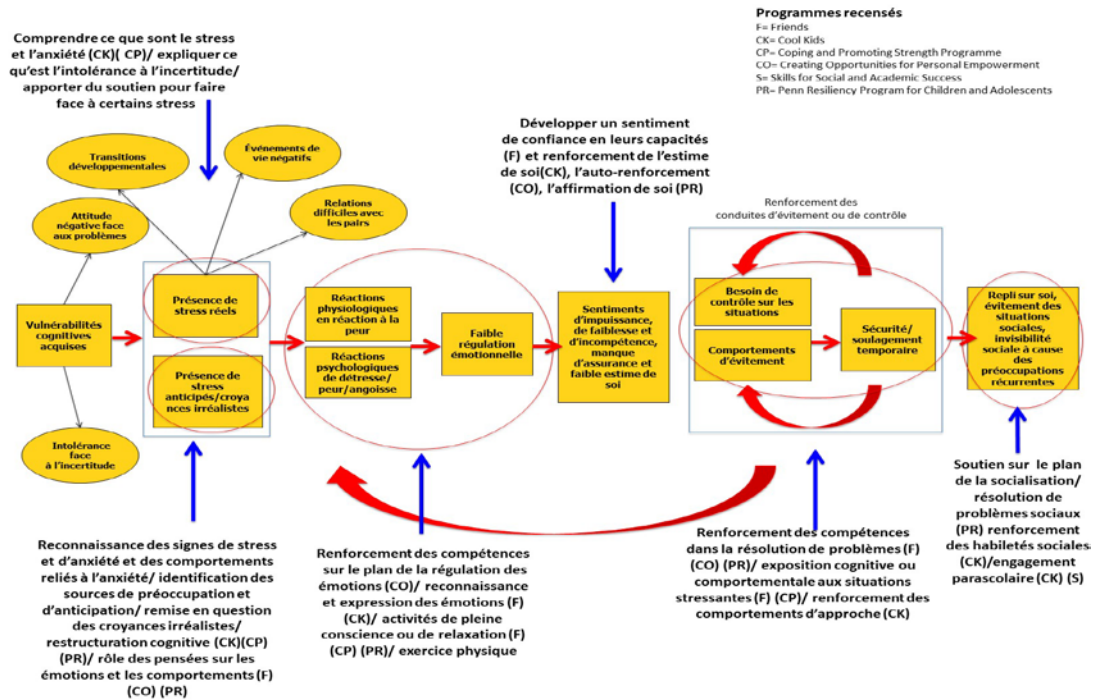 Programmes recensés
F= Friends
CK= Cool Kids
CP= Coping and Promoting Strength Programme
CO= Creating Opportunities for Personal Empowerment
S= Skills for Social and Academic Success
PR= Penn Resiliency Program for Children and Adolescents
Comprendre ce que sont le stress
et l'anxiété (CK)( CP)/ expliquer ce
qu'est l'intolérance à l'incertitude/
apporter du soutien pour faire
face à certains stress
Développer un sentiment
de confiance en leurs capacités
(F) et renforcement de l'estime
de soi(CK), l'auto-renforcement
(CO), l'affirmation de soi (PR)
Transitions
développementales
Événements de
vie négatifs
Attitude
négative face
aux problèmes
Relations
difficiles avec
les pairs
Renforcement des
conduites d'évitement ou de contrôle
Vulnérabilités
cognitives
acquises
Présence de
stress réels
Présence de
stress
anticipés/croya
nces irréalistes
Intolérance
face
à l'incertitude
Réactions
physiologiques
en réaction à la
peur
Réactions
psychologiques
de détresse/
peur/angoisse
Faible
régulation
émotionnelle
Sentiments
d'impuissance,
de faiblesse et
d'incompétence,
manque
d'assurance et
faible estime de
soi
Besoin de
contrôle sur les
situations
Comportements
d'évitement
Sécurité/
soulagement
temporaire
Repli sur soi,
évitement des
situations
sociales,
invisibilité
sociale à cause
des
préoccupations
récurrentes
Reconnaissance des signes de stress
et d'anxiété et des comportements
reliés à l'anxiété/ identification des
sources de préoccupation et
d'anticipation/ remise en question
des croyances irréalistes/
restructuration cognitive (CK)(CP)
(PR)/ rôle des pensées sur les
émotions et les comportements (F)
(CO) (PR)
Renforcement des compétences
sur le plan de la régulation des
émotions (CO)/ reconnaissance
et expression des émotions (F)
(CK)/ activités de pleine
conscience ou de relaxation (F)
(CP) (PR)/ exercice physique
Renforcement des compétences
dans la résolution de problèmes (F)
(CO) (PR)/ exposition cognitive ou
comportementale aux situations
stressantes (F) (CP)/ renforcement des
comportements d'approche (CK)
Soutien sur le plan
de la socialisation/
résolution de
problèmes sociaux
(PR) renforcement
des habiletés sociales
(CK)/engagement
parascolaire (CK) (S)